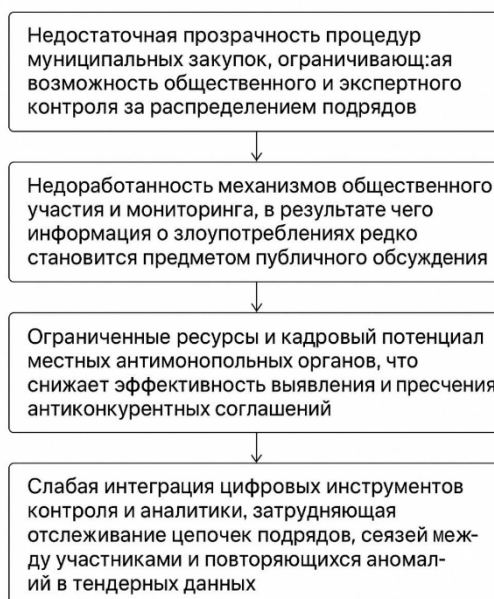 Недостаточная прозрачность процедур
муниципальных закупок, ограничивающ:ая
возможность общественного и экспертного
контроля за распределением подрядов
Недоработанность механизмов общественного
участия и мониторинга, в результате чего
информация о злоупотреблениях редко
становится предметом публичного обсуждения
Ограниченные ресурсы и кадровый потенциал
местных антимонопольных органов, что
снижает эффективность выявления и пресчения
антиконкурентных соглашений
Слабая интеграция цифровых инструментов
контроля и аналитики, затрудняющая
отслеживание цепочек подрядов, сеязей меж-
ду участниками и повторяющихся аномал-
ий в тендерных данных